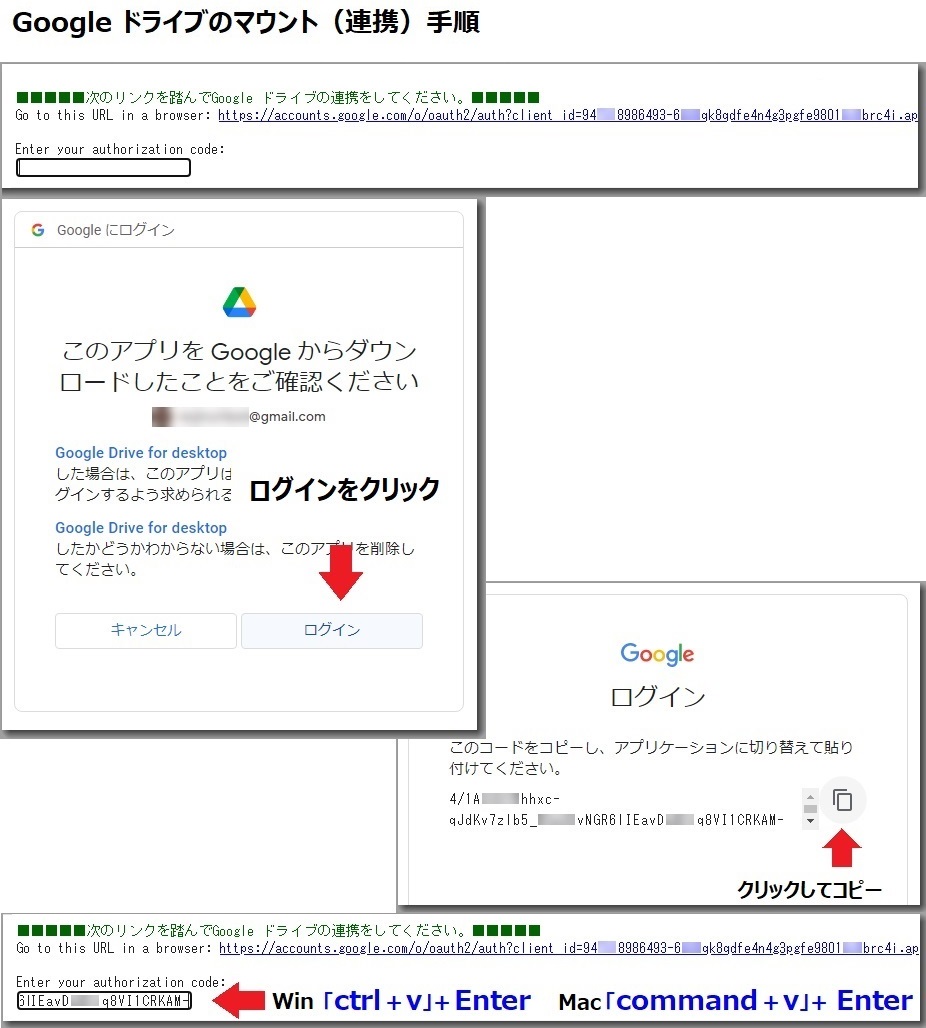 Google ドライブのマウント（連携）手順
■■■■■次のリンクを踏んでGoogle ドライブの連携をしてください。■■■■■
Go to this URL in a browser: https://accounts.google.com/o/oauth2/auth?client_id=94 8986493-6 qk8qdfe4n4g3pgfe9801 brc4i.ap
Enter your authorization code:
Google にログイン
このアプリを Google からダウン
ロードしたことをご確認ください
@gmail.com
Google Drive for desktop
した場合は、このアプリは
グインするよう求められる
ログインをクリック
Google Drive for desktop
したかどうかわからない場合は、このアプリを削除し
てください。
キャンセル
ログイン
Google
ログイン
このコードをコピーし、アプリケーションに切り替えて貼り
付けてください。
4/1A hhxc-
qJdKv7zlb5_ vNGR6IIEavD q8VI1CRKAM-
クリックしてコピー
■■■■■次のリンクを踏んでGoogle ドライブの連携をしてください。■■■■■
Go to this URL in a browser: https://accounts.google.com/o/oauth2/auth?client_id=94 8986493-6 qk8qdfe4n4g3pgfe9801 brc4i.ap
Enter your authorization code:
6IIEavD q8VI1CRKAM-
Win「ctrl + v」+ Enter Mac「command + v」+ Enter